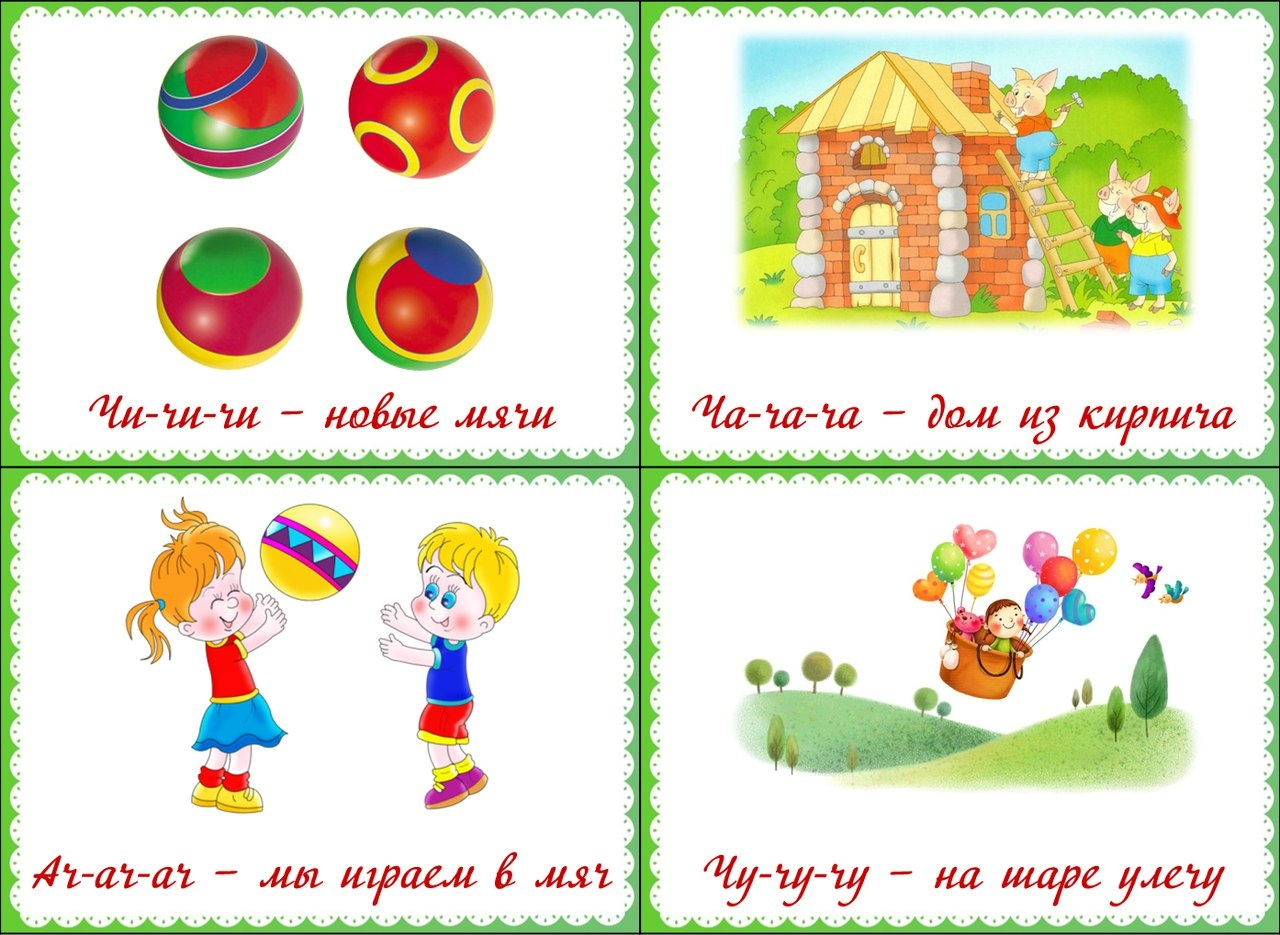 Чи-чи-чи – новые мячи
Ча-ча-ча – дом из кирпича
Ач-ач-ач – мы играем в мяч
Чу-чу-чу – на шаре улечу